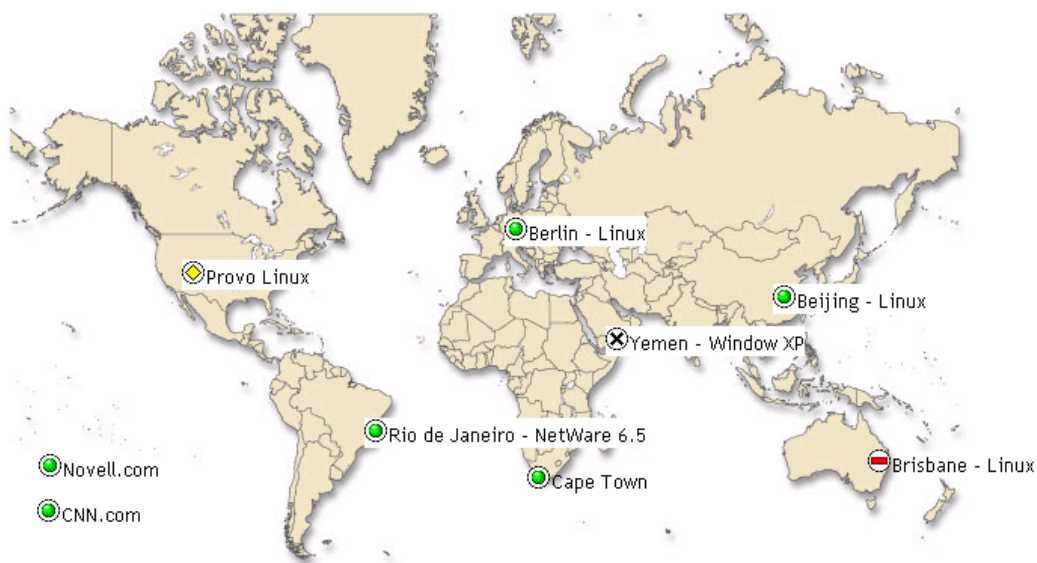 Berlin - Linux
Provo Linux
Beijing - Linux
Yemen - Window XP
Rio de Janeiro - NetWare 6.5
Novell.com
Brisbane - Linux
Cape Town
CNN.com